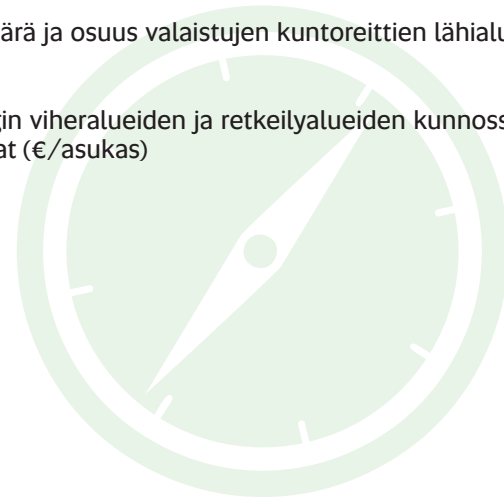 ärä ja osuus valaistujen kuntoreittien lähialu
gin viheralueiden ja retkeilyalueiden kunnoss
at (€/asukas)